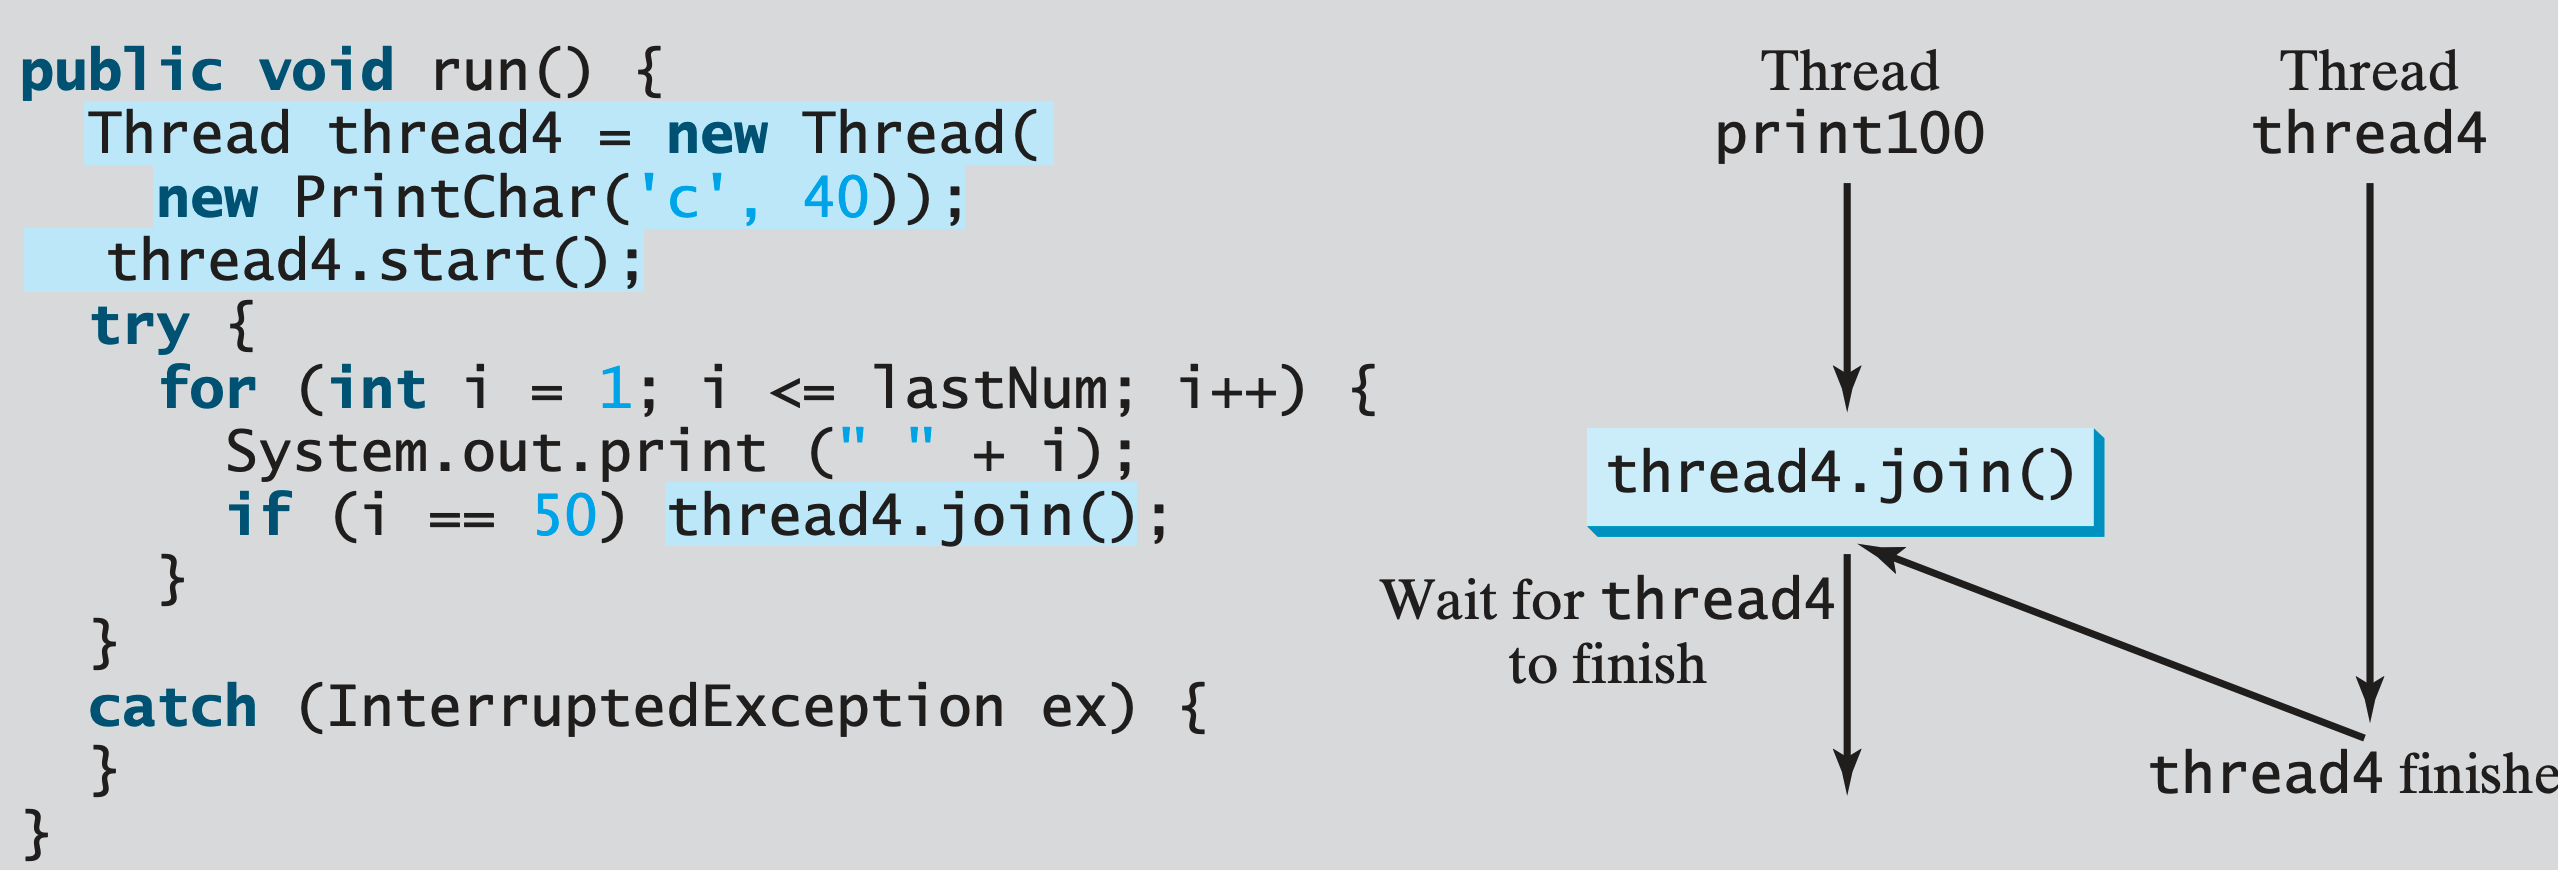 public void run() {
  Thread thread4 = new Thread(
    new PrintChar('c', 40));
  thread4.start();
  try {
    for (int i = 1; i <= lastNum; i++) {
      System.out.print (" " + i);
      if (i == 50) thread4.join();
    }
  }
  catch (InterruptedException ex) {
  }
}
Thread
print100
Thread
thread4
thread4.join()
Wait for thread4
to finish
thread4 finishe